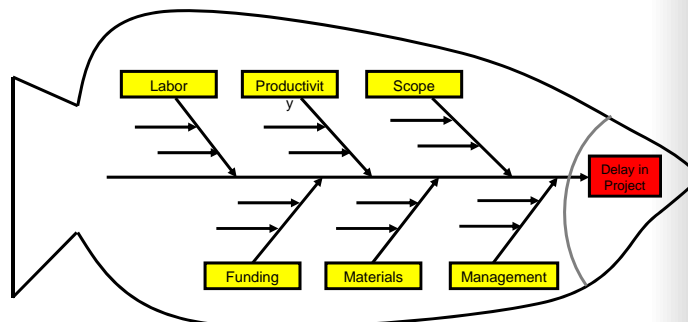 Labor
Productivit
y
Scope
Delay in
Project
Funding
Materials
Management